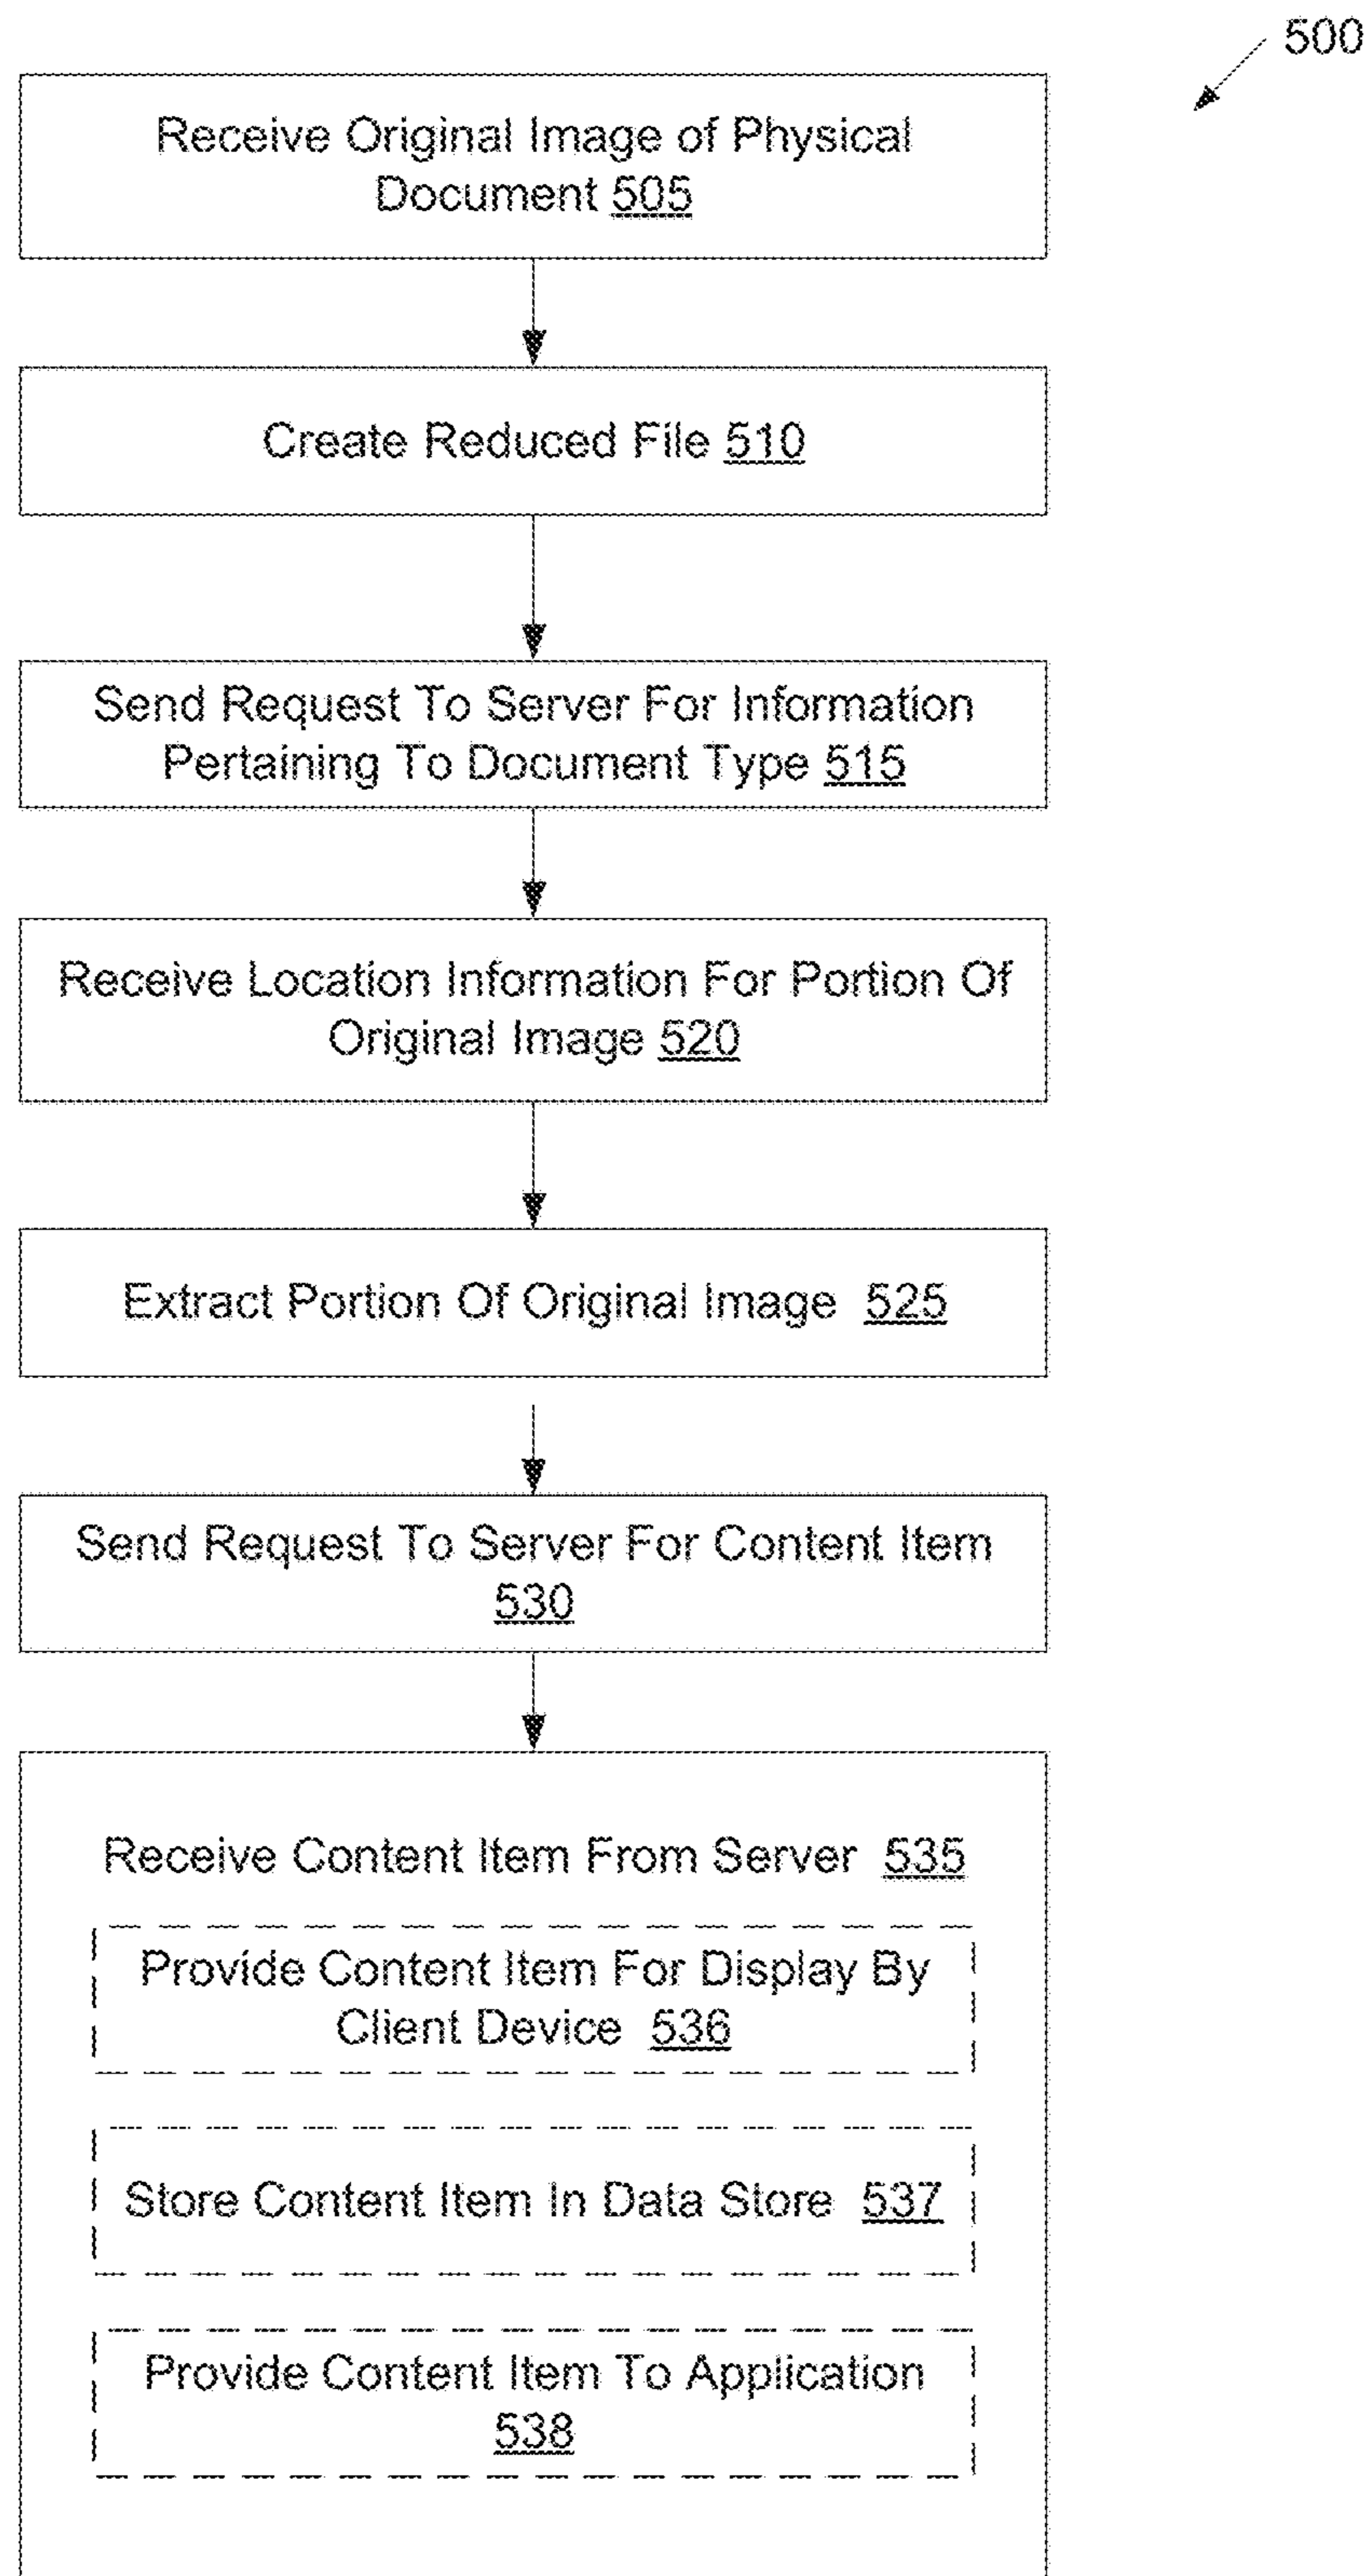 500
Receive Original Image of Physical
Document 505
Create Reduced File 510
Send Request To Server For Information
Pertaining To Document Type 515
Receive Location Information For Portion Of
Original Image 520
Extract Portion Of Original Image 525
Send Request To Server For Content Item
530
Receive Content Item From Server 535
Provide Content Item For Display By
Client Device 536
Store Content Item In Data Store 537
Provide Content Item To Application
538